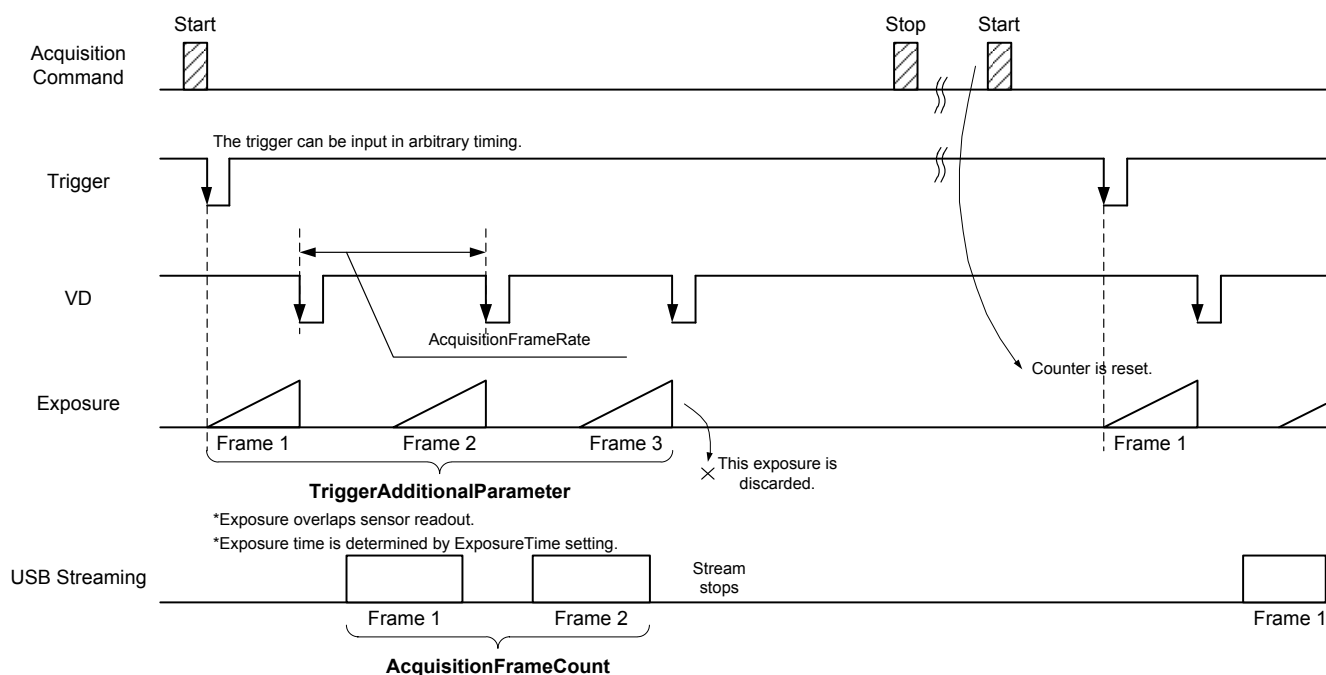 Start
Stop
Start
Acquisition
Command
The trigger can be input in arbitrary timing.
Trigger
VD
AcquisitionFrameRate
Counter is reset.
Exposure
Frame 1
Frame 2
Frame 3
Frame 1
This exposure is
discarded.
TriggerAdditionalParameter
*Exposure overlaps sensor readout.
*Exposure time is determined by ExposureTime setting.
USB Streaming
Stream
stops
Frame 1
Frame 2
Frame 1
AcquisitionFrameCount